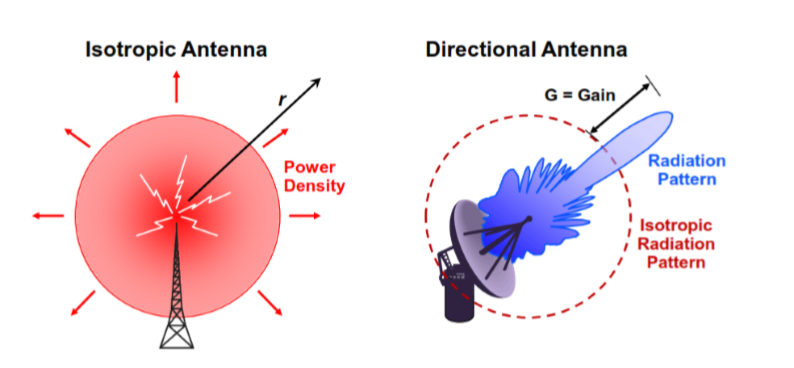 Isotropic Antenna
r
Power
Density
Directional Antenna
G = Gain
Radiation
Pattern
Isotropic
Radiation
Pattern